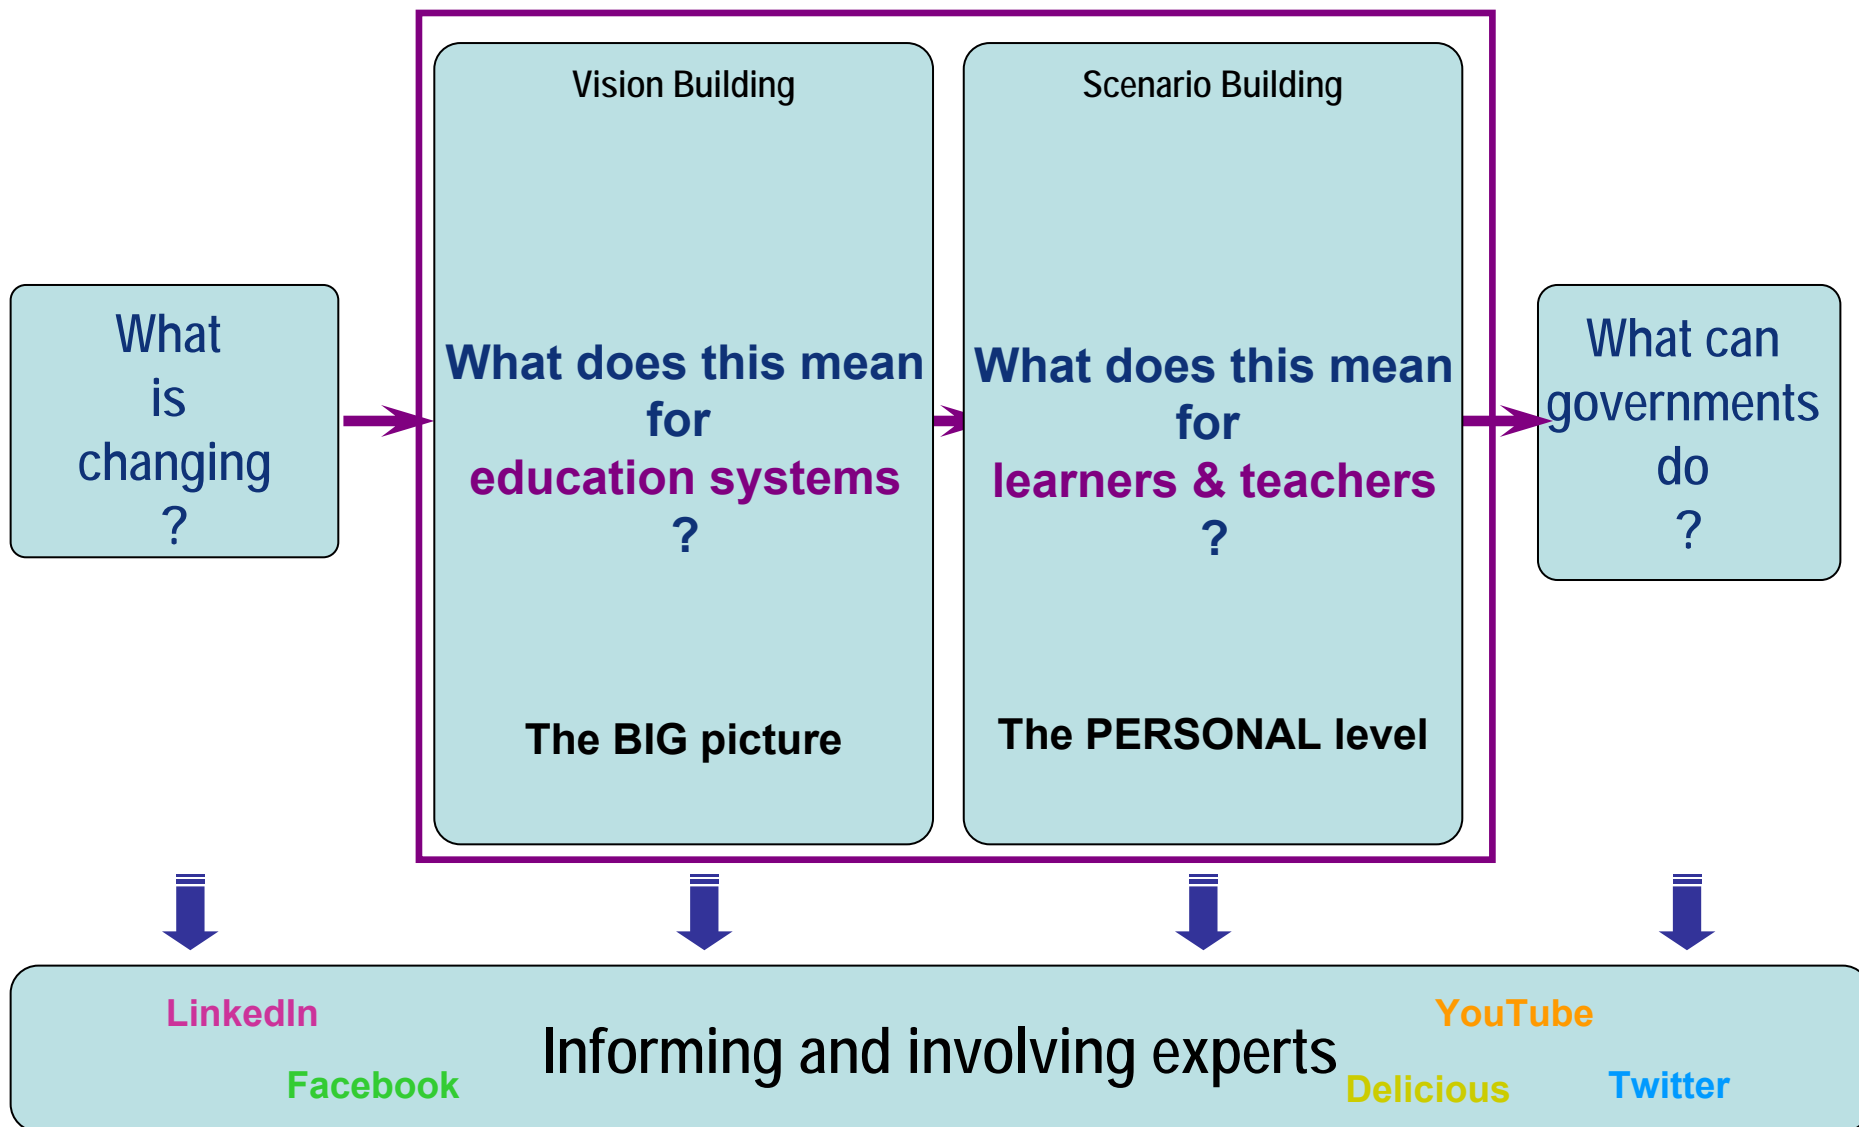 What
is
changing
?
Vision Building
What does this mean
for
education systems
?
The BIG picture
Scenario Building
What does this mean
for
learners & teachers
?
The PERSONAL level
What can
governments
do
?
LinkedIn
Facebook
Informing and involving experts
YouTube
Delicious
Twitter